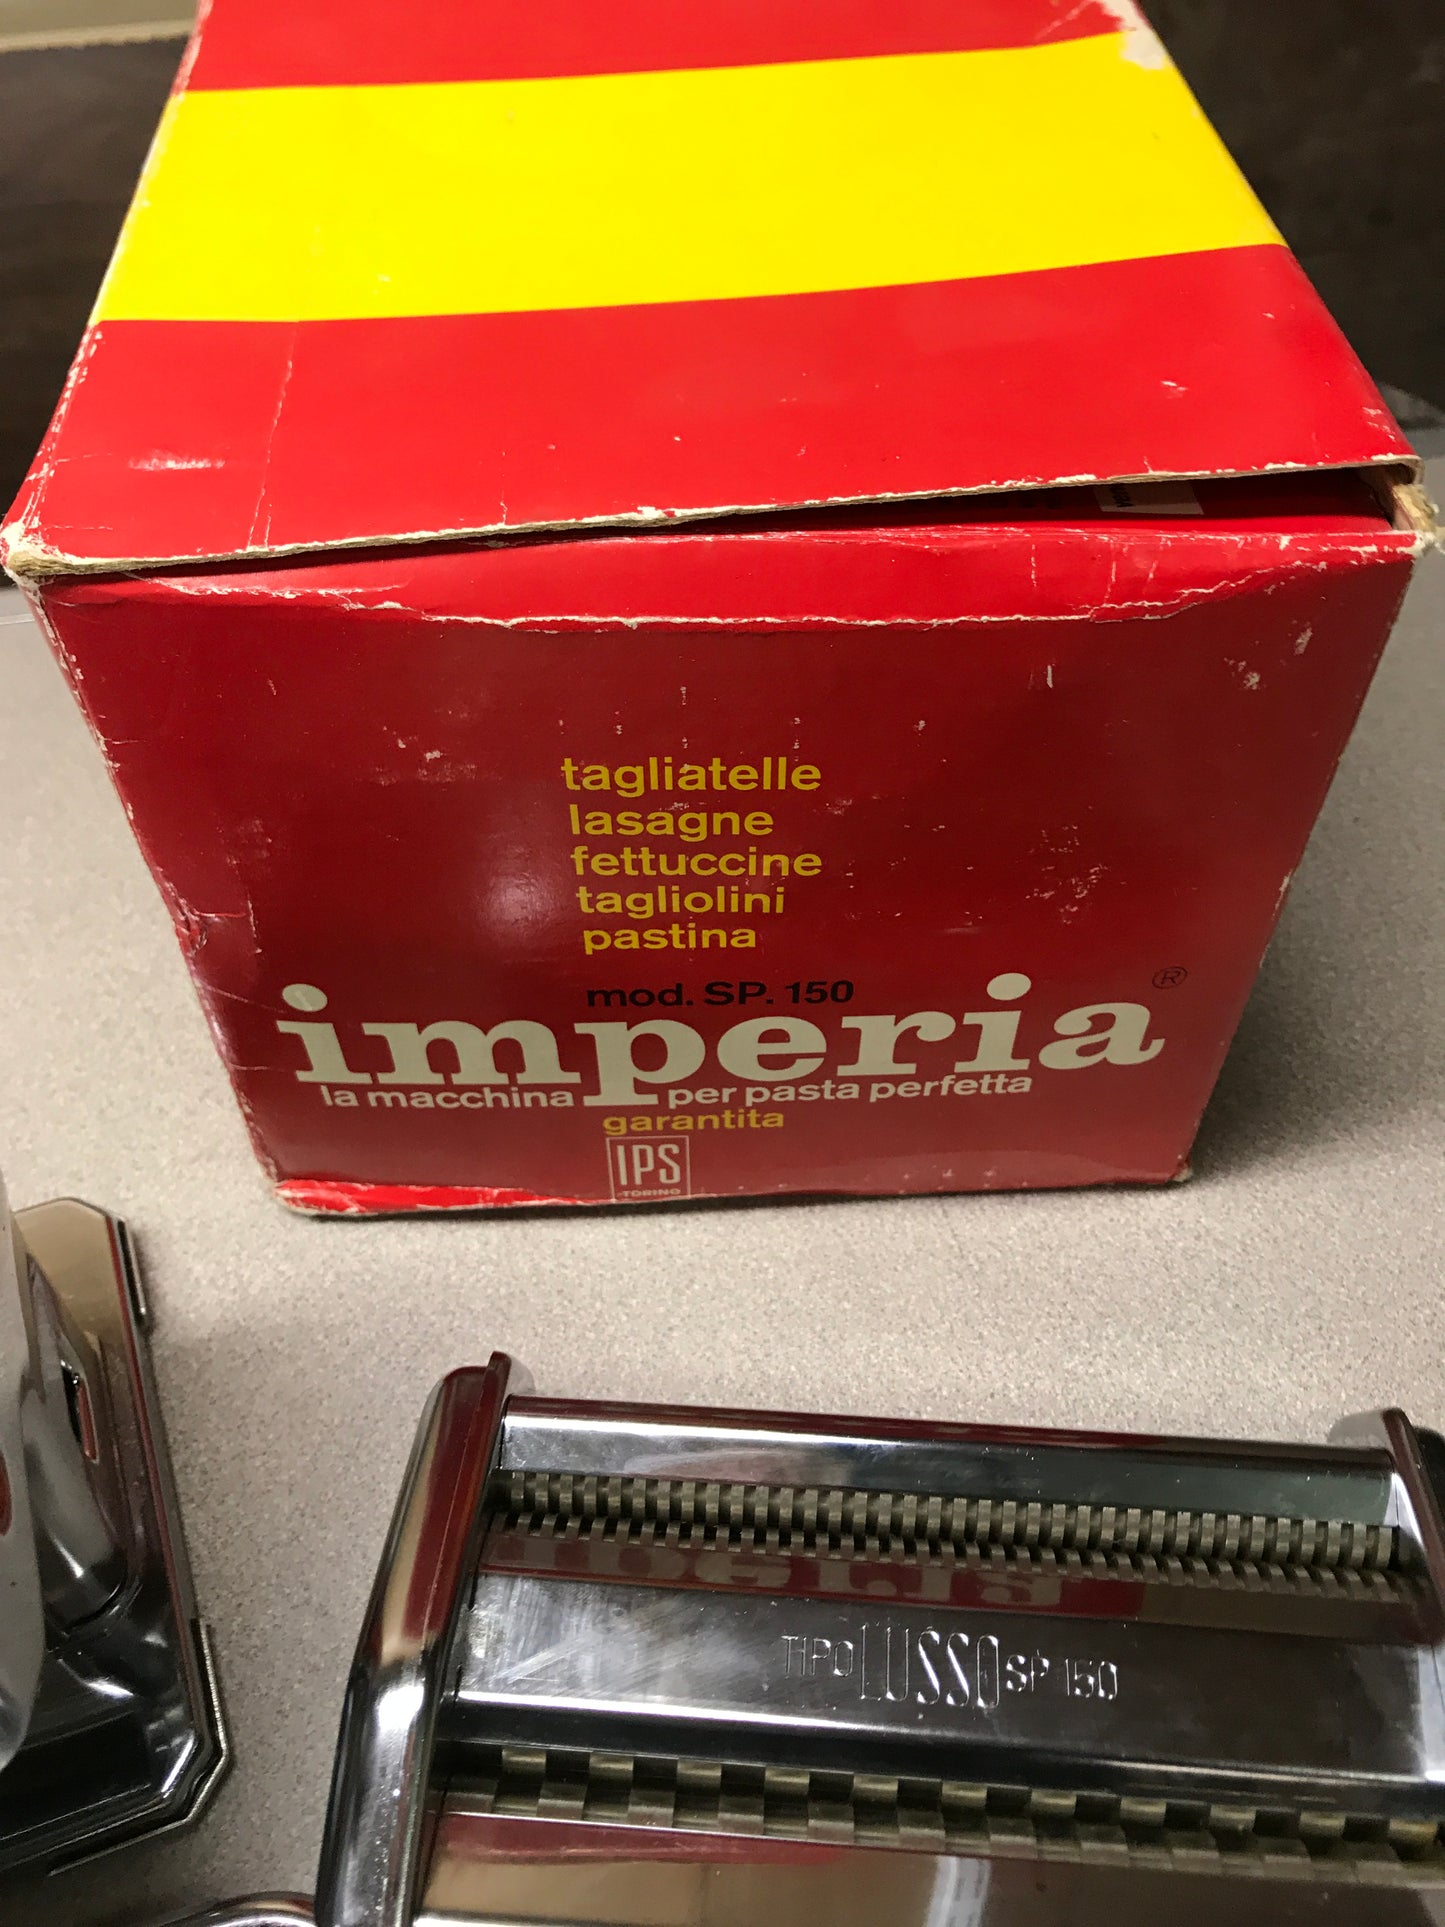 tagliatelle
lasagne
fettuccine
tagliolini
pastina
mod. SP. 150
imperia ®
la macchina per pasta perfetta
garantita
IPS
TORINO
TIPO LUSSO SP 150